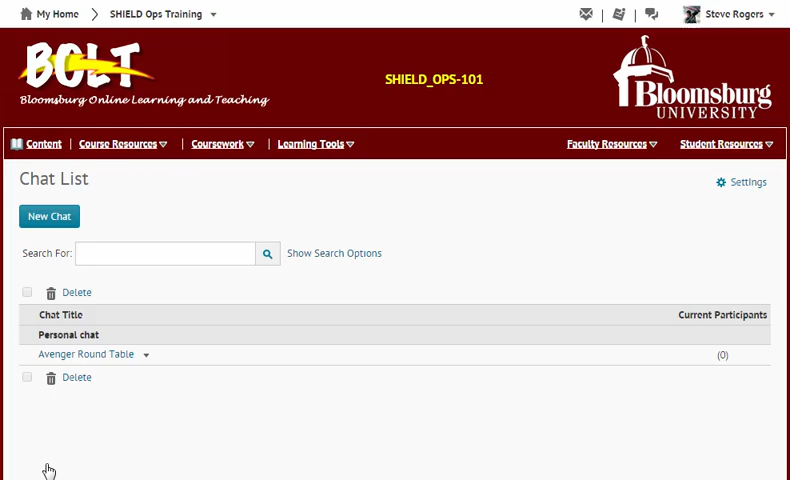 My Home
SHIELD Ops Training
Steve Rogers
BOLT
Bloomsburg Online Learning and Teaching
SHIELD_OPS-101
Bloomsburg
UNIVERSITY
Content
Course Resources
Coursework
Learning Tools
Faculty Resources
Student Resources
Chat List
Settings
New Chat
Search For:
Show Search Options
Delete
Chat Title
Current Participants
Personal chat
Avenger Round Table
(0)
Delete